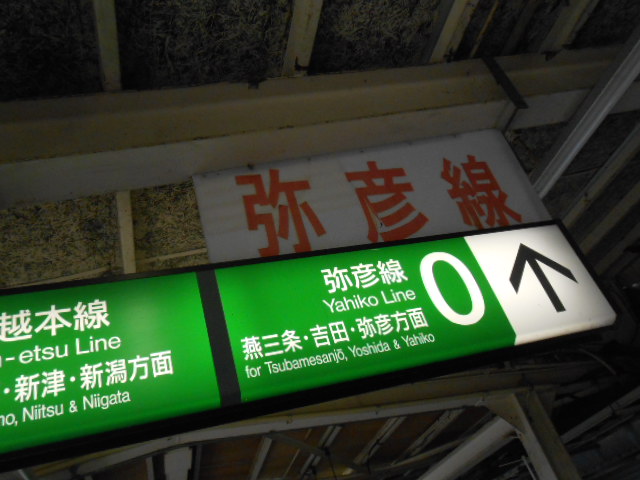 弥彦線
越本線
-etsu Line
・新津・新潟方面
no, Niitsu & Niigata
弥彦線
Yahiko Line
0
燕三条・吉田・弥彦方面
for Tsubamesanjō, Yoshida & Yahiko